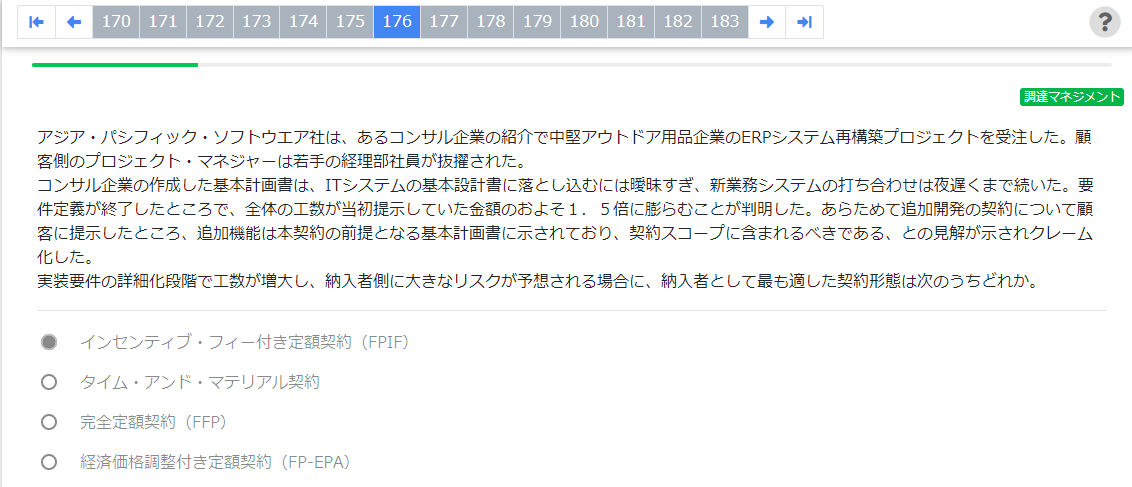 170 171 172 173 174 175 176 177 178 179 180 181 182 183 ?
調達マネジメント
アジア・パシフィック・ソフトウエア社は、あるコンサル企業の紹介で中堅アウトドア用品企業のERPシステム再構築プロジェクトを受注した。顧
客側のプロジェクト・マネジャーは若手の経理部社員が抜擢された。
コンサル企業の作成した基本計画書は、ITシステムの基本設計書に落とし込むには曖昧すぎ、新業務システムの打ち合わせは夜遅くまで続いた。要
件定義が終了したところで、全体の工数が当初提示していた金額のおよそ１．５倍に膨らむことが判明した。あらためて追加開発の契約について顧
客に提示したところ、追加機能は本契約の前提となる基本計画書に示されており、契約スコープに含まれるべきである、との見解が示されクレーム
化した。
実装要件の詳細化段階で工数が増大し、納入者側に大きなリスクが予想される場合に、納入者として最も適した契約形態は次のうちどれか。
インセンティブ・フィー付き定額契約（FPIF）
タイム・アンド・マテリアル契約
完全定額契約（FFP）
経済価格調整付き定額契約（FP-EPA）